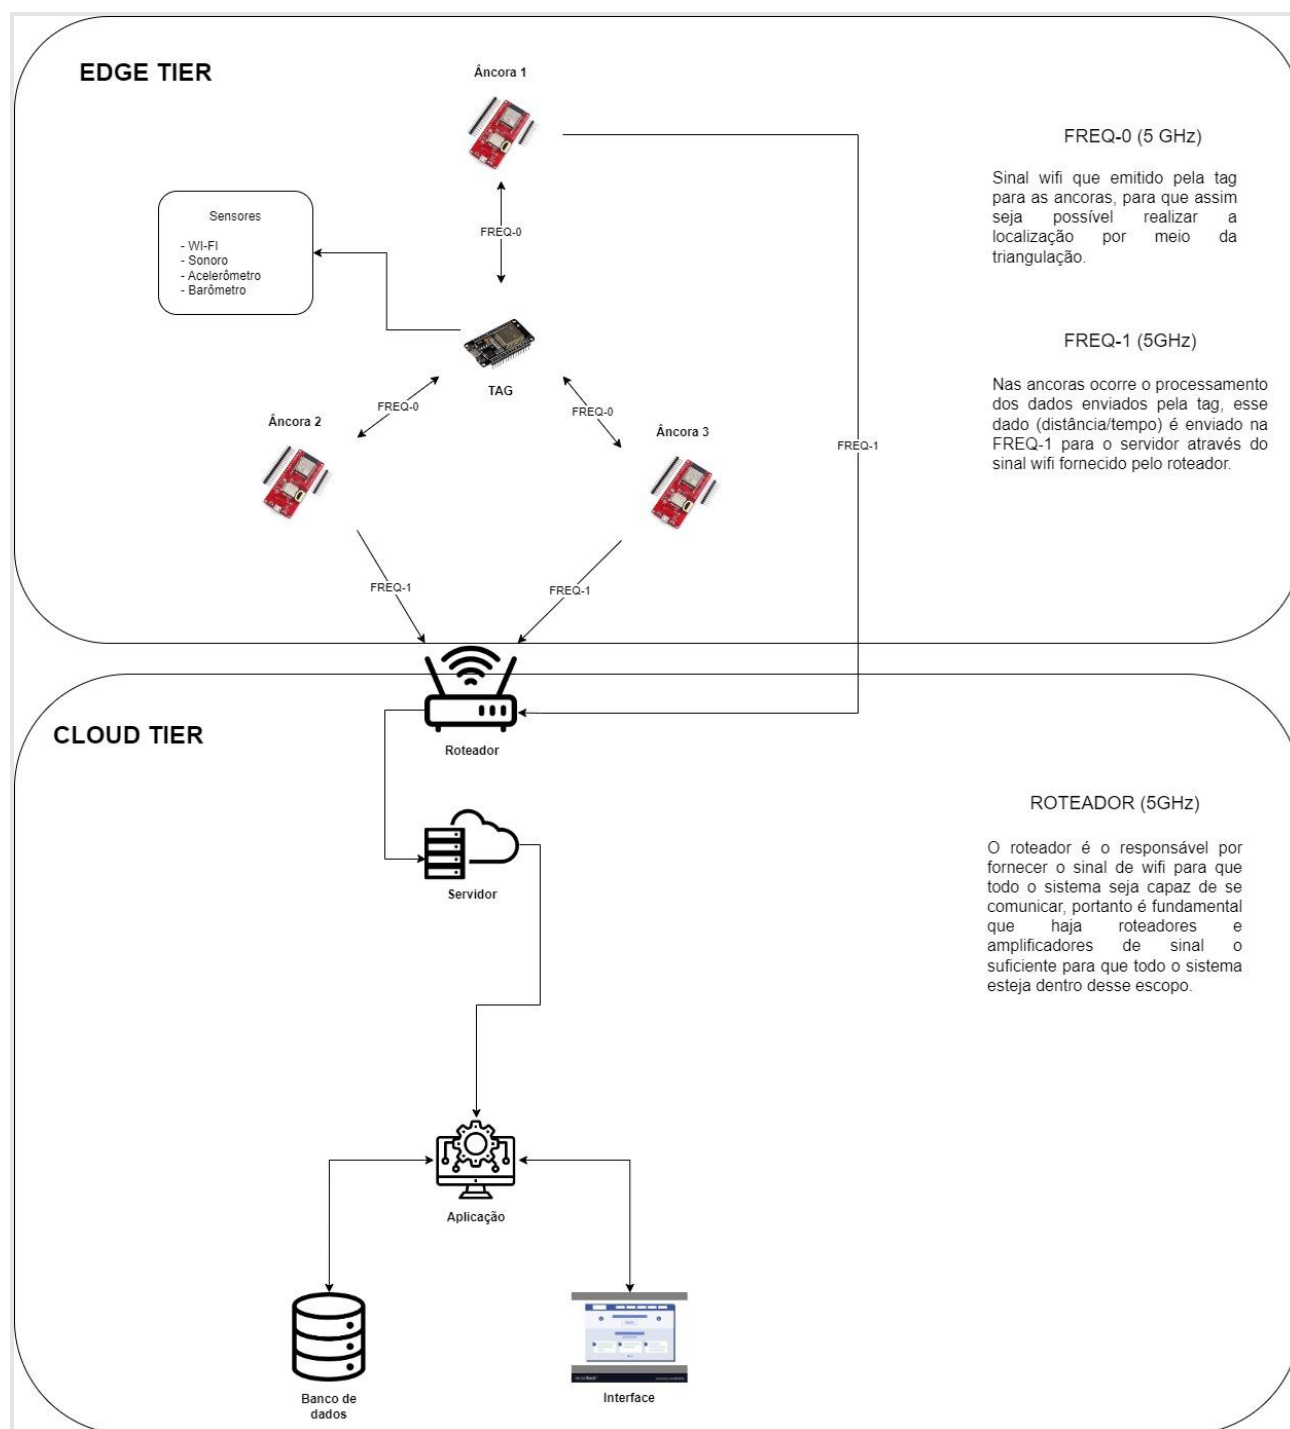 EDGE TIER
Âncora 1
FREQ-0 (5 GHz)
Sinal wifi que emitido pela tag
para as ancoras, para que assim
seja possível realizar a
localização por meio da
triangulação.
Sensores
- WI-FI
- Sonoro
- Acelerômetro
- Barômetro
FREQ-0
FREQ-1 (5GHz)
Nas ancoras ocorre o processamento
dos dados enviados pela tag, esse
dado (distância/tempo) é enviado na
FREQ-1 para o servidor através do
sinal wifi fornecido pelo roteador.
TAG
FREQ-0
FREQ-0
Âncora 2
Âncora 3
FREQ-1
FREQ-1
FREQ-1
CLOUD TIER
Roteador
ROTEADOR (5GHz)
O roteador é o responsável por
fornecer o sinal de wifi para que
todo o sistema seja capaz de se
comunicar, portanto é fundamental
que haja roteadores e
amplificadores de sinal o
suficiente para que todo o sistema
esteja dentro desse escopo.
Servidor
Aplicação
Banco de
dados
Interface